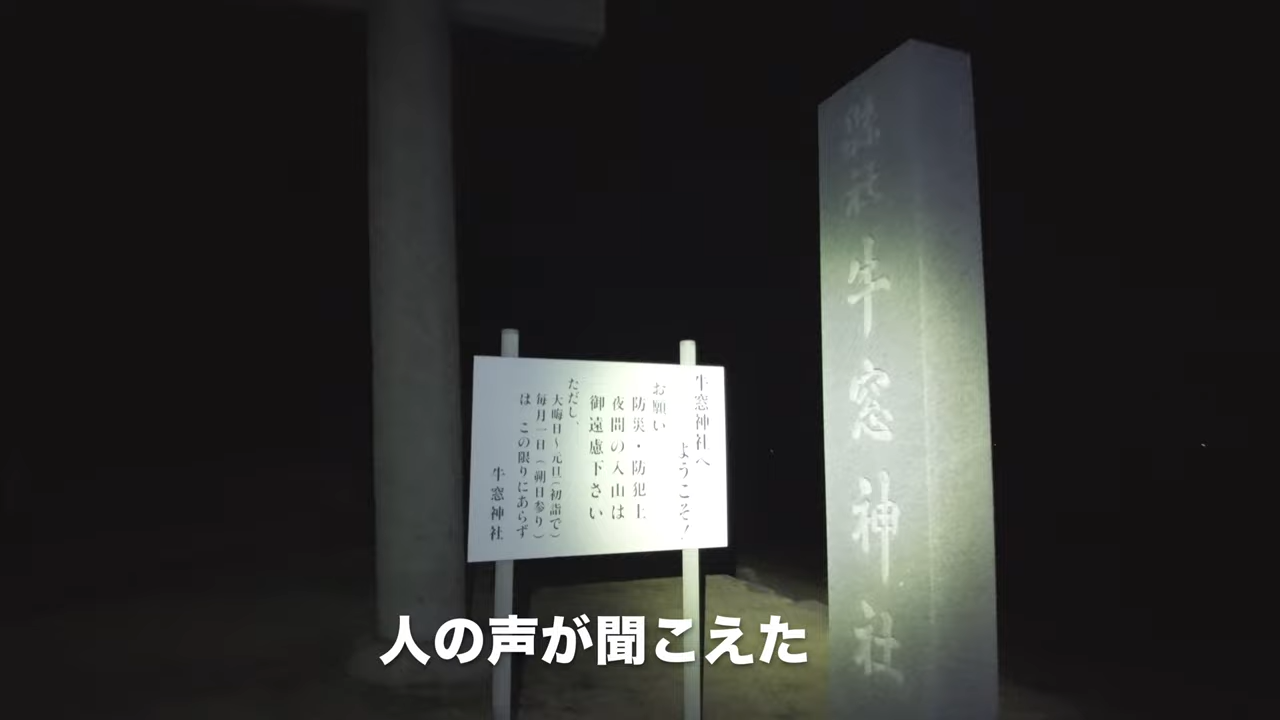 縣社牛窓神社
牛窓神社へ
ようこそ!
お願い
防災・防犯上
夜間の入山は
御遠慮下さい
ただし、
大晦日～元旦(初詣で)
毎月一日(朔日参り)
は この限りにあらず
牛窓神社
人の声が聞こえた